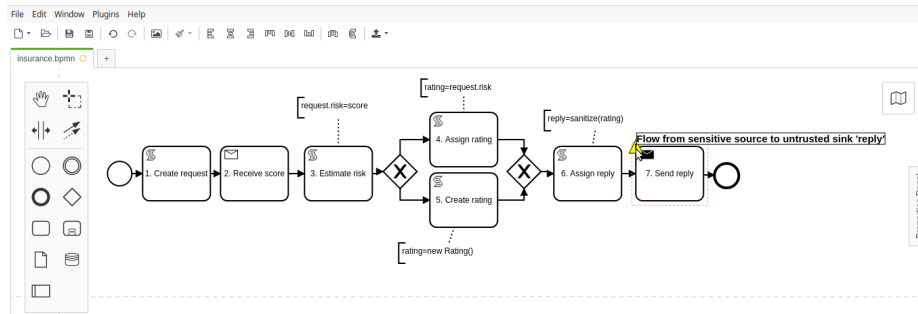 File Edit Window Plugins Help
insurance.bpmn
+
rating=request.risk
request.risk=score
reply=sanitize(rating)
Flow from sensitive source to untrusted sink 'reply'
4. Assign rating
1. Create request
2. Receive score
3. Estimate risk
6. Assign reply
7. Send reply
5. Create rating
rating=new Rating()